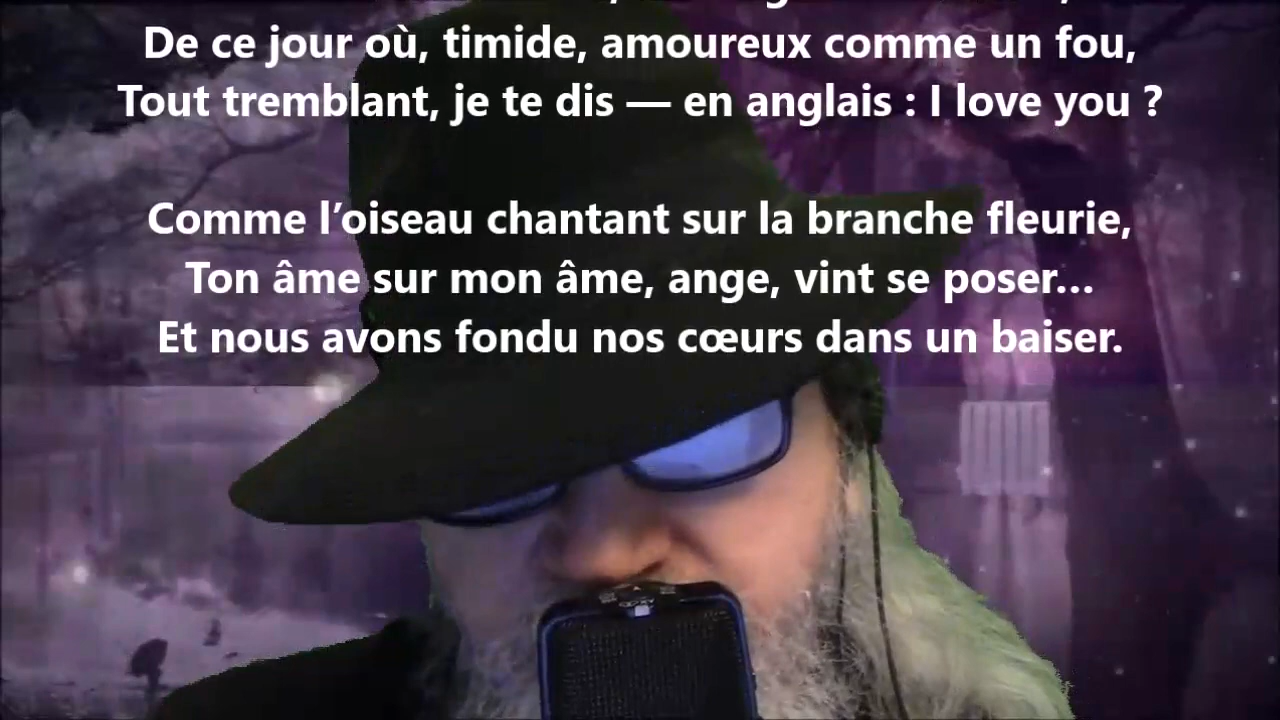 De ce jour où, timide, amoureux comme un fou,
Tout tremblant, je te dis — en anglais : I love you ?
Comme l’oiseau chantant sur la branche fleurie,
Ton âme sur mon âme, ange, vint se poser...
Et nous avons fondu nos cœurs dans un baiser.